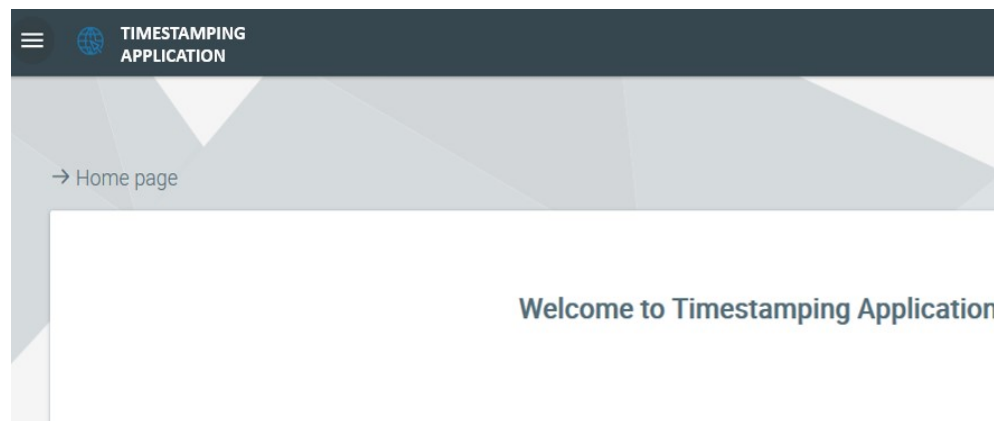 TIMESTAMPING
APPLICATION
→ Home page
Welcome to Timestamping Application